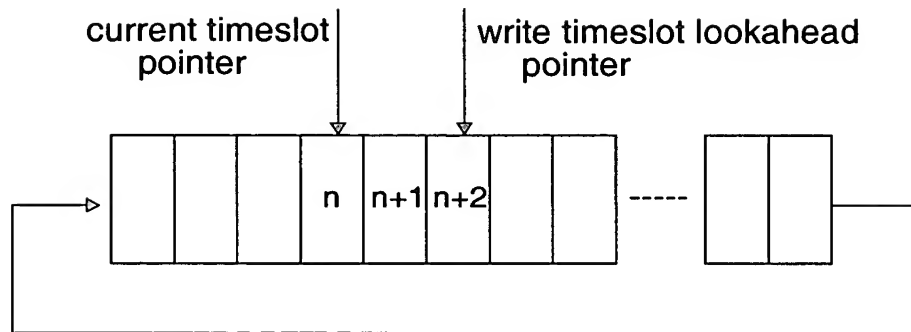 current timeslot
pointer
write timeslot lookahead
pointer
n
n+1
n+2